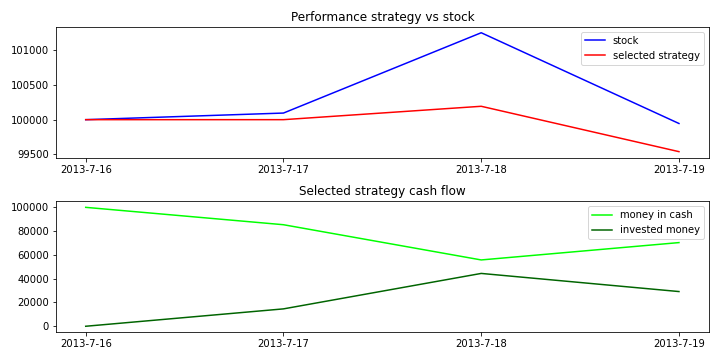 Performance strategy vs stock
101000
100500
100000
99500
stock
selected strategy
2013-7-16 2013-7-17 2013-7-18 2013-7-19
Selected strategy cash flow
100000
80000
60000
40000
20000
0
money in cash
invested money
2013-7-16 2013-7-17 2013-7-18 2013-7-19